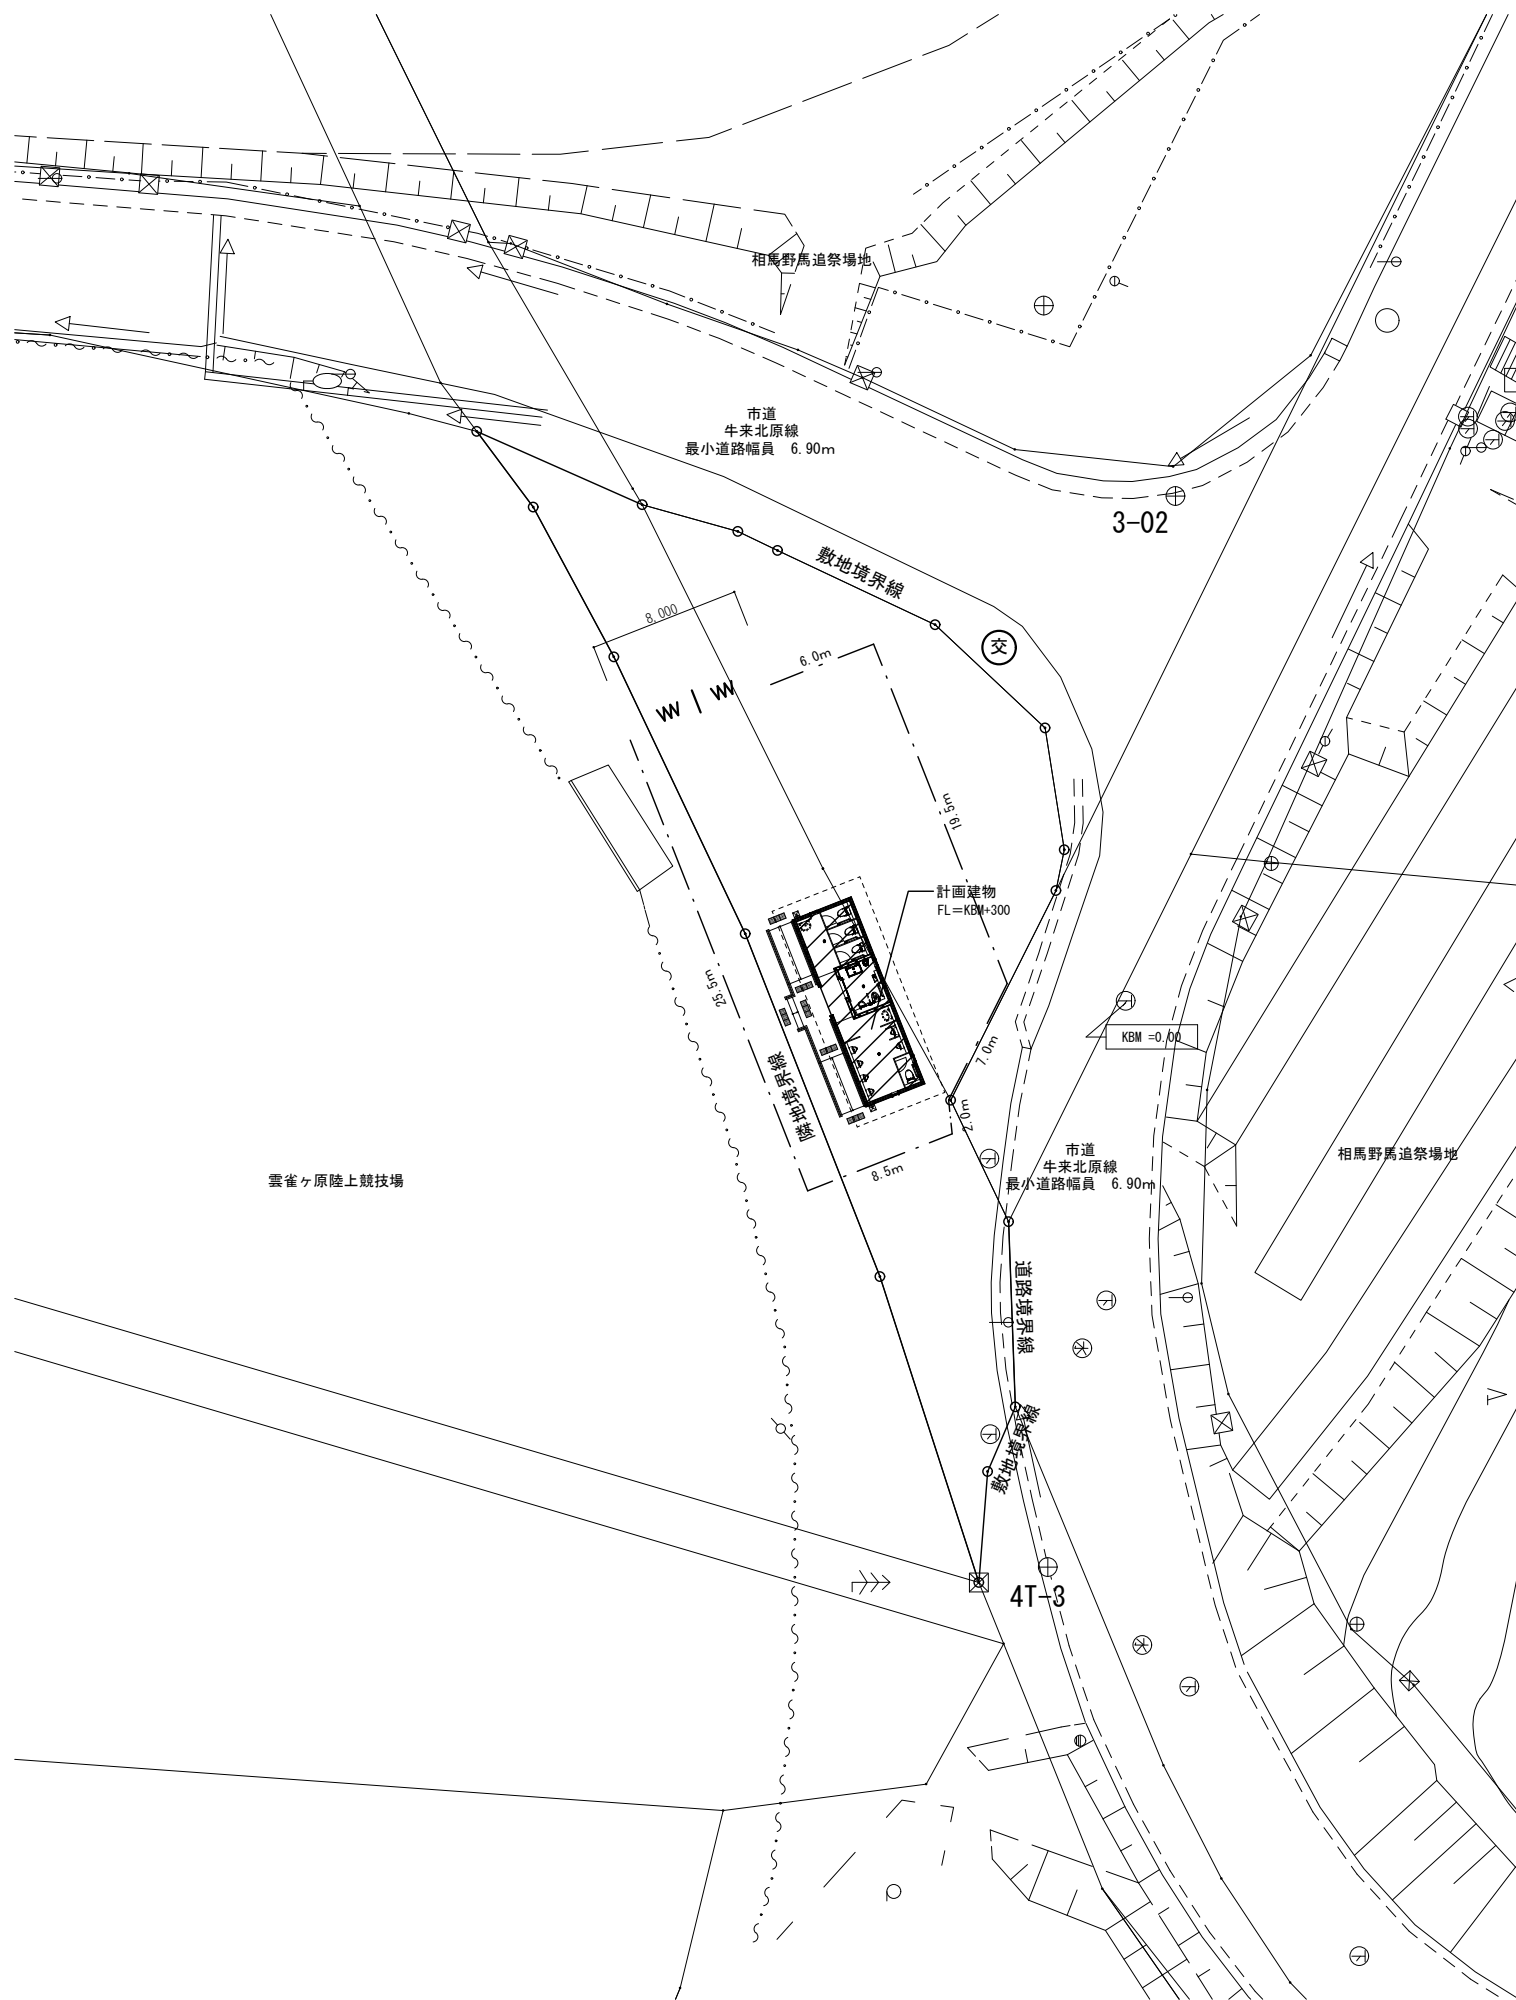 相馬野馬追祭場地
市道
牛来北原線
最小道路幅員 6.90m
3-02
敷地境界線
8,000
交
6.0m
19.5m
計画建物
FL=KBM+300
25.5m
KBM =0.00
7.0m
2.0m
隣地境界線
8.5m
市道
牛来北原線
最小道路幅員 6.90m
相馬野馬追祭場地
雲雀ヶ原陸上競技場
道路境界線
敷地境界線
4T-3